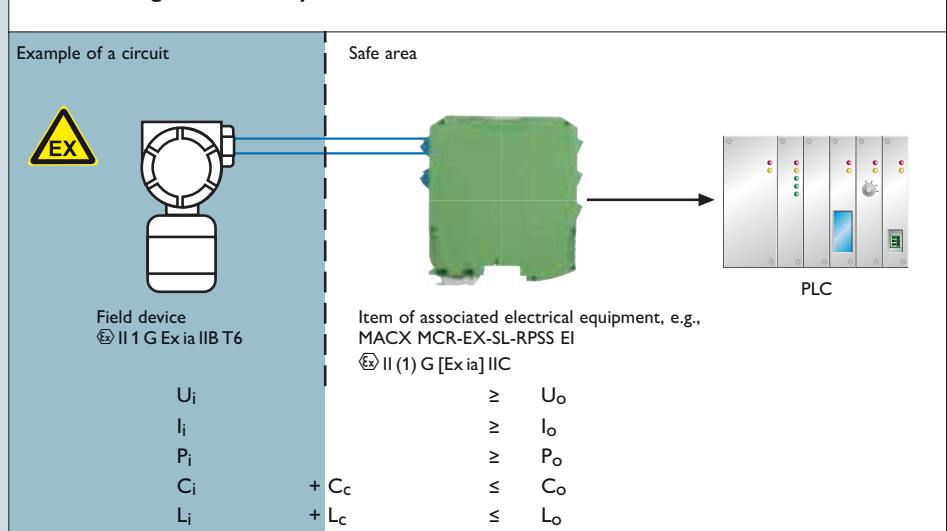 Example of a circuit
Safe area
EX
PLC
Field device
Ex II 1 G Ex ia IIB T6
Item of associated electrical equipment, e.g.,
MACX MCR-EX-SL-RPSS EI
Ex II (1) G [Ex ia] IIC
Ui ≥ Uo
Ii ≥ Io
Pi ≥ Po
Ci + Cc ≤ Co
Li + Lc ≤ Lo